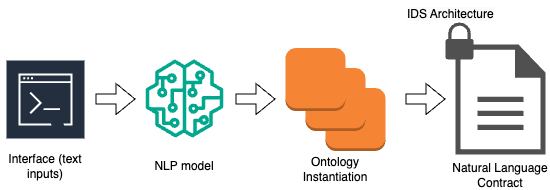 IDS Architecture
Interface (text
inputs)
NLP model
Ontology
Instantiation
Natural Language
Contract